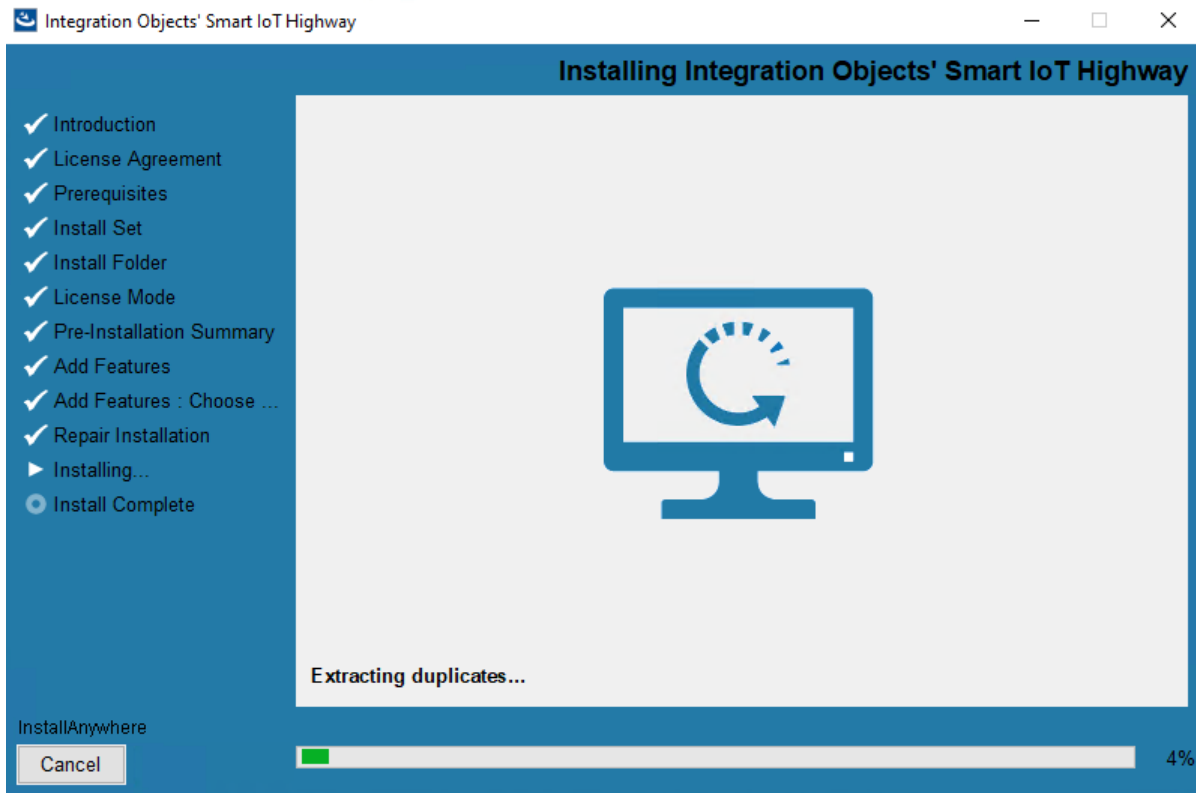 Integration Objects' Smart IoT Highway
Installing Integration Objects' Smart IoT Highway
Introduction
License Agreement
Prerequisites
Install Set
Install Folder
License Mode
Pre-Installation Summary
Add Features
Add Features : Choose ...
Repair Installation
Installing...
Install Complete
Extracting duplicates...
InstallAnywhere
Cancel
4%